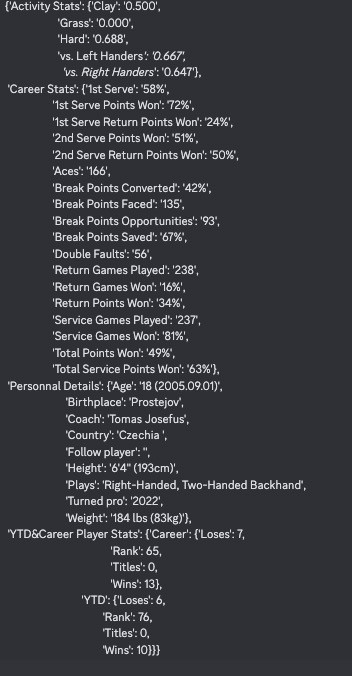 {'Activity Stats': {'Clay': '0.500',
'Grass': '0.000',
'Hard': '0.688',
'vs. Left Handers': '0.667',
'vs. Right Handers': '0.647'},
'Career Stats': {'1st Serve': '58%',
'1st Serve Points Won': '72%',
'1st Serve Return Points Won': '24%',
'2nd Serve Points Won': '51%',
'2nd Serve Return Points Won': '50%',
'Aces': '166',
'Break Points Converted': '42%',
'Break Points Faced': '135',
'Break Points Opportunities': '93',
'Break Points Saved': '67%',
'Double Faults': '56',
'Return Games Played': '238',
'Return Games Won': '16%',
'Return Points Won': '34%',
'Service Games Played': '237',
'Service Games Won': '81%',
'Total Points Won': '49%',
'Total Service Points Won': '63%'},
'Personnal Details': {'Age': '18 (2005.09.01)',
'Birthplace': 'Prostejov',
'Coach': 'Tomas Josefus',
'Country': 'Czechia ',
'Follow player': '',
'Height': '6'4" (193cm)',
'Plays': 'Right-Handed, Two-Handed Backhand',
'Turned pro': '2022',
'Weight': '184 lbs (83kg)'},
'YTD&Career Player Stats': {'Career': {'Loses': 7,
'Rank': 65,
'Titles': 0,
'Wins': 13},
'YTD': {'Loses': 6,
'Rank': 76,
'Titles': 0,
'Wins': 10}}}